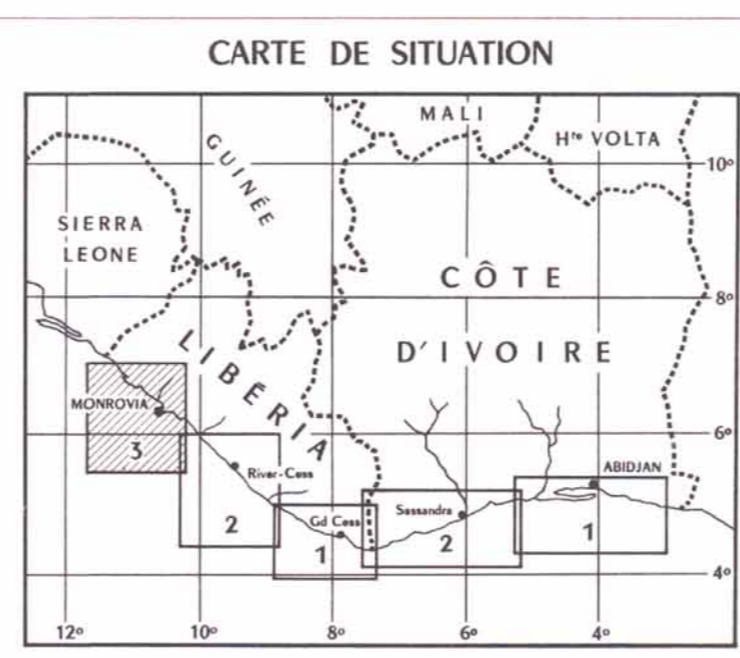 CARTE DE SITUATION
MALI
Hte VOLTA
GUINÉE
10°
SIERRA
LEONE
CÔTE
8°
D'IVOIRE
LIBÉRIA
MONROVIA
6°
3
River-Cess
ABIDJAN
Gd Cess
Sassandra
2
1
2
1
4°
12°
10°
8°
6°
4°